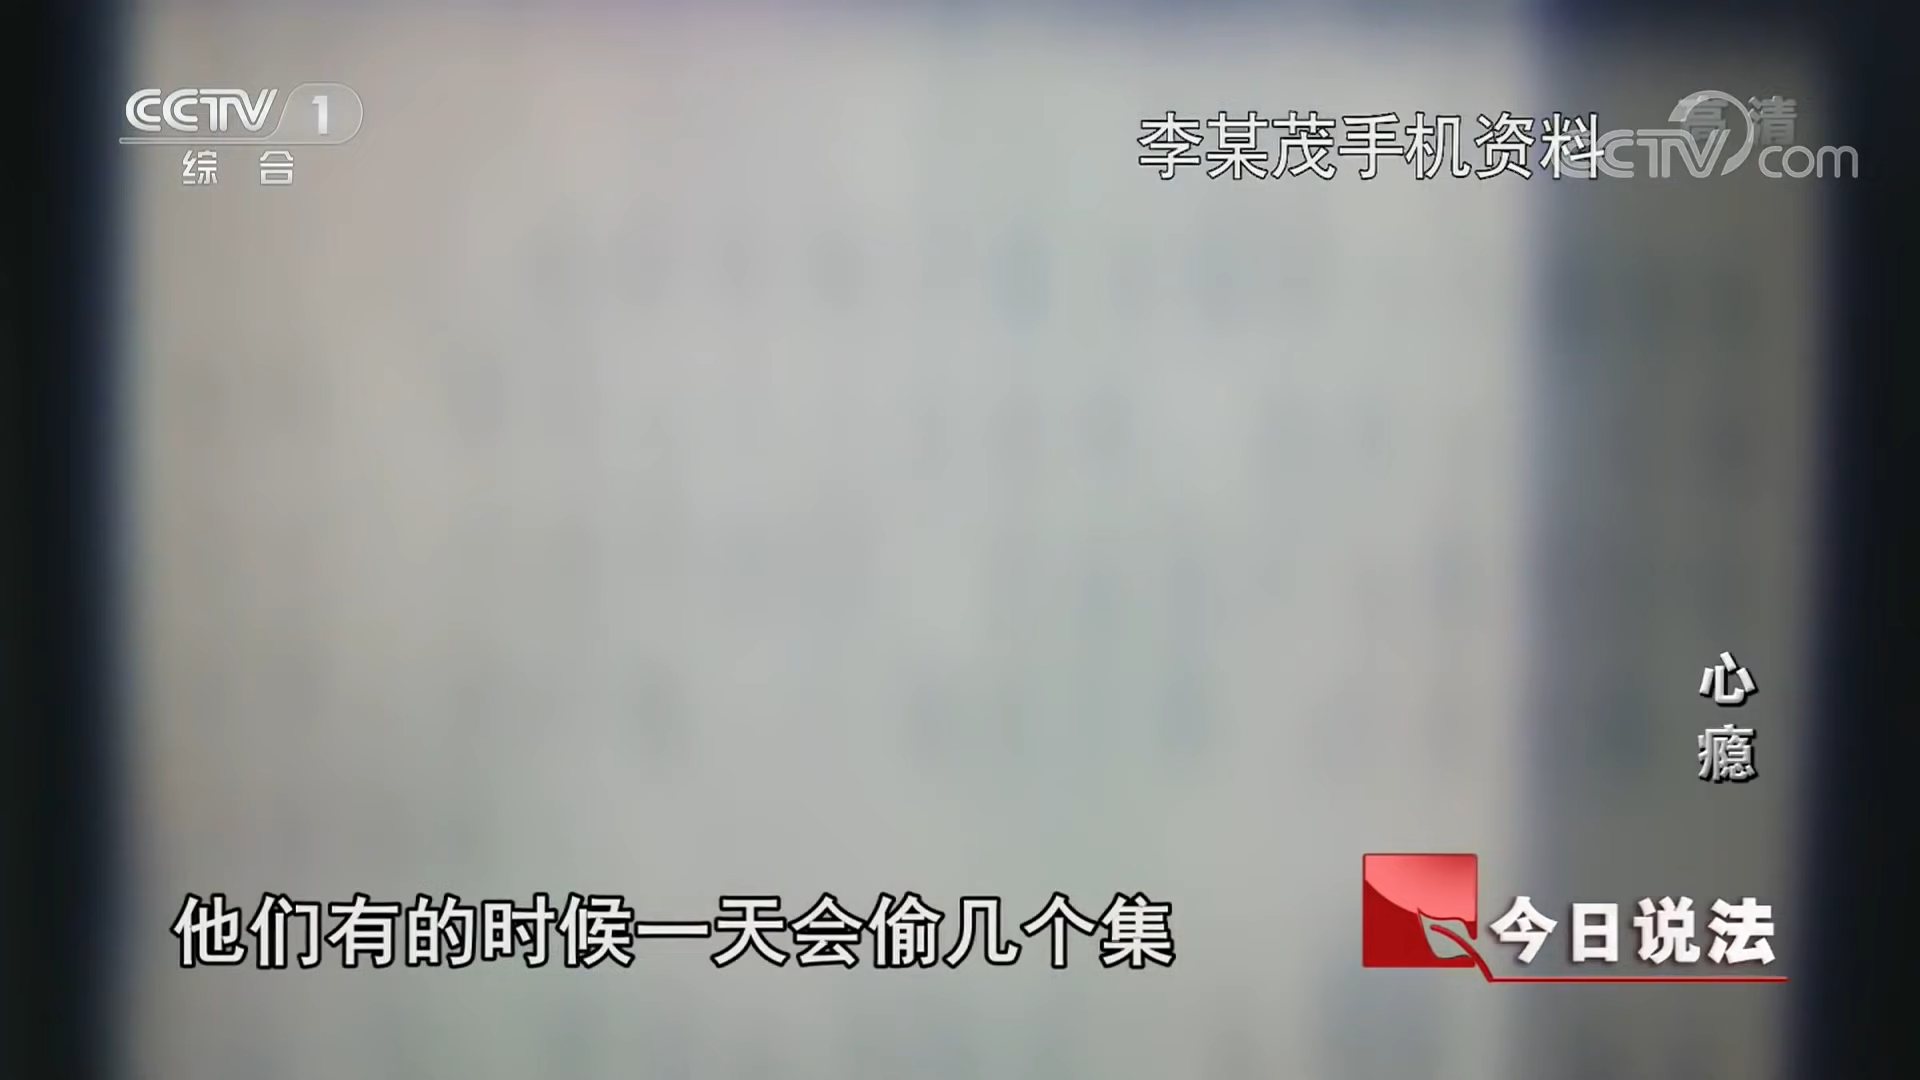 CCTV 1
综合
李某茂手机资料
高清
CCTV com
心瘾
他们有的时候一天会偷几个集
今日说法